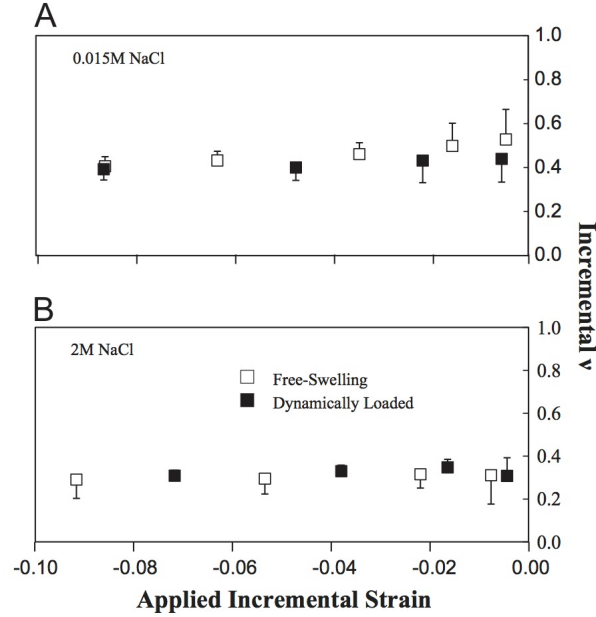 A
0.015M NaCl
1.0
0.8
0.6
0.4
0.2
0.0
Incremental ν
B
2M NaCl
Free-Swelling
Dynamically Loaded
1.0
0.8
0.6
0.4
0.2
0.0
-0.10 -0.08 -0.06 -0.04 -0.02 0.00
Applied Incremental Strain